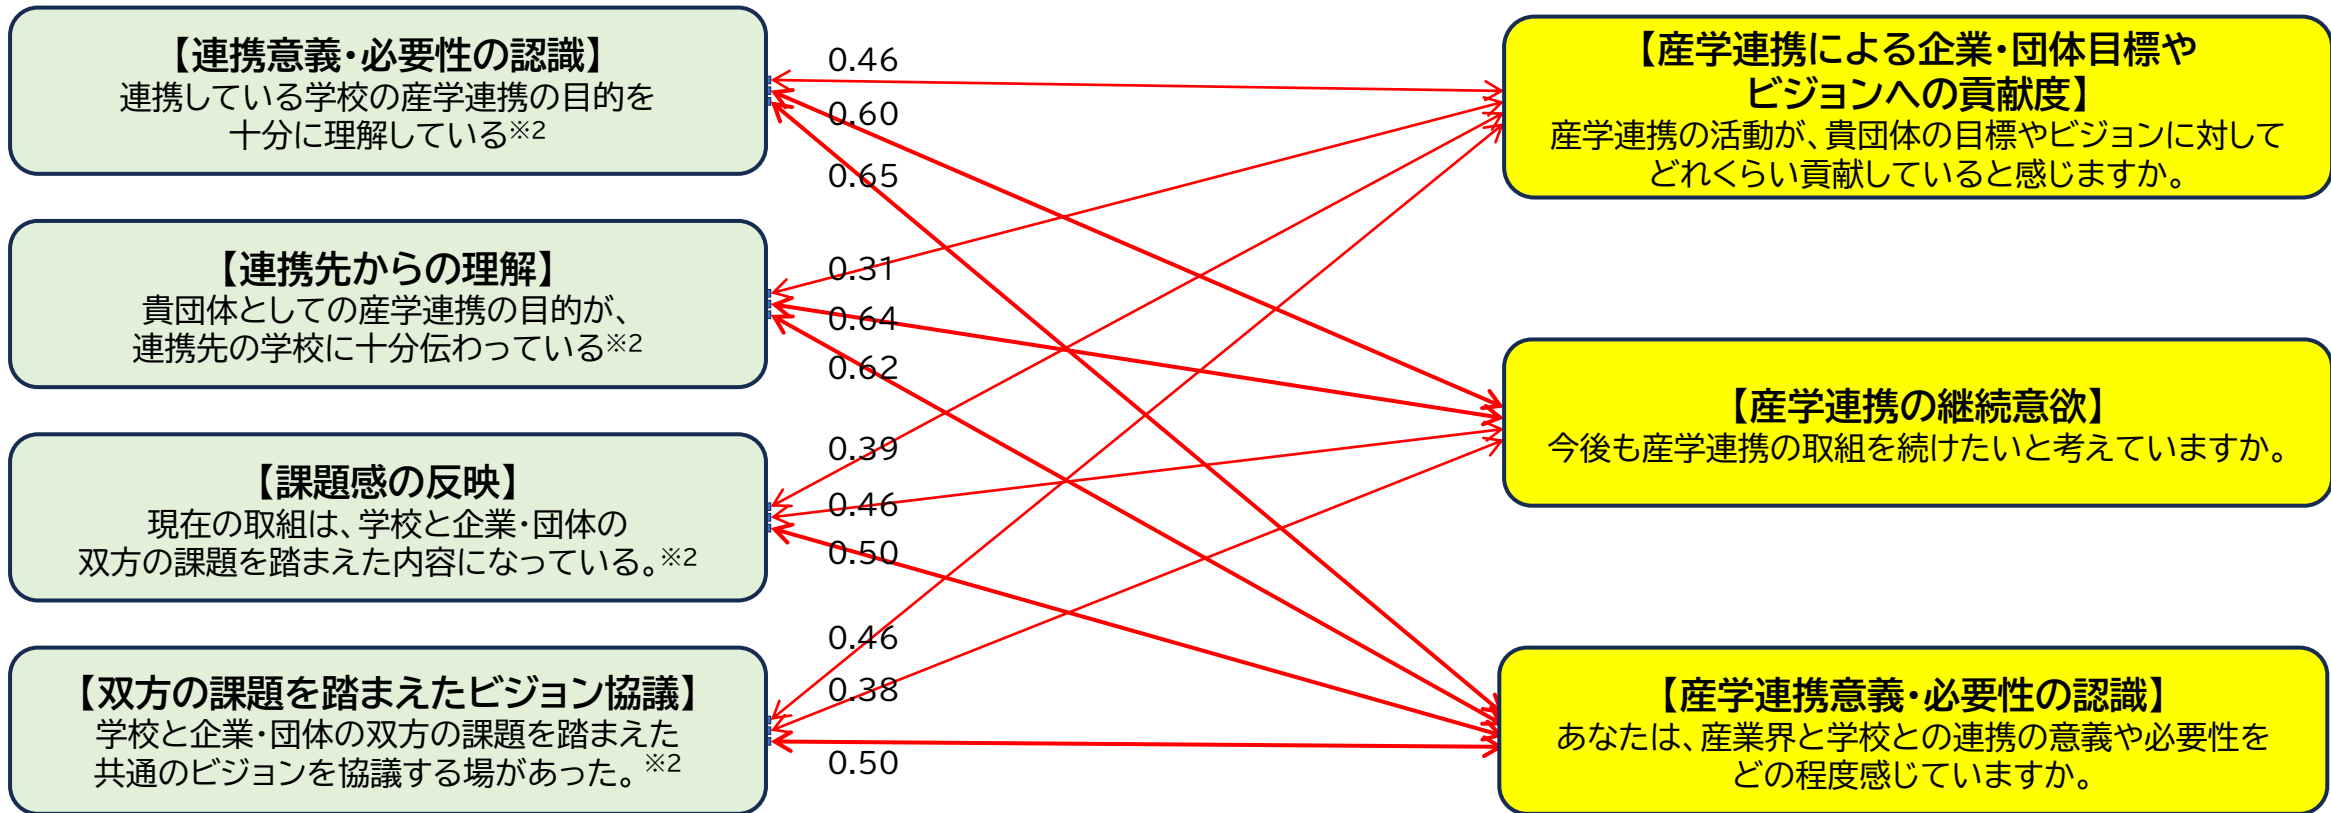 【連携意義・必要性の認識】
連携している学校の産学連携の目的を
十分に理解している※2
【連携先からの理解】
貴団体としての産学連携の目的が、
連携先の学校に十分伝わっている※2
【課題感の反映】
現在の取組は、学校と企業・団体の
双方の課題を踏まえた内容になっている。※2
【双方の課題を踏まえたビジョン協議】
学校と企業・団体の双方の課題を踏まえた
共通のビジョンを協議する場があった。※2
0.46
0.60
0.65
0.31
0.64
0.62
0.39
0.46
0.50
0.46
0.38
0.50
【産学連携による企業・団体目標や
ビジョンへの貢献度】
産学連携の活動が、貴団体の目標やビジョンに対して
どれくらい貢献していると感じますか。
【産学連携の継続意欲】
今後も産学連携の取組を続けたいと考えていますか。
【産学連携意義・必要性の認識】
あなたは、産業界と学校との連携の意義や必要性を
どの程度感じていますか。